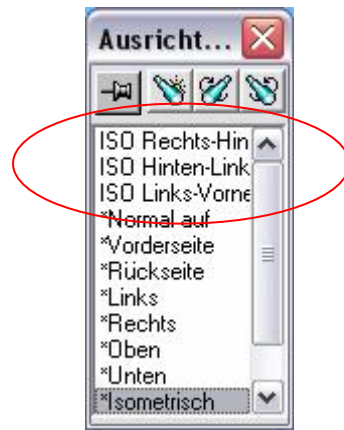 Ausricht...
ISO Rechts-Hin
ISO Hinten-Link
ISO Links-Vorne
*Normal auf
*Vorderseite
*Rückseite
*Links
*Rechts
*Oben
*Unten
*Isometrisch